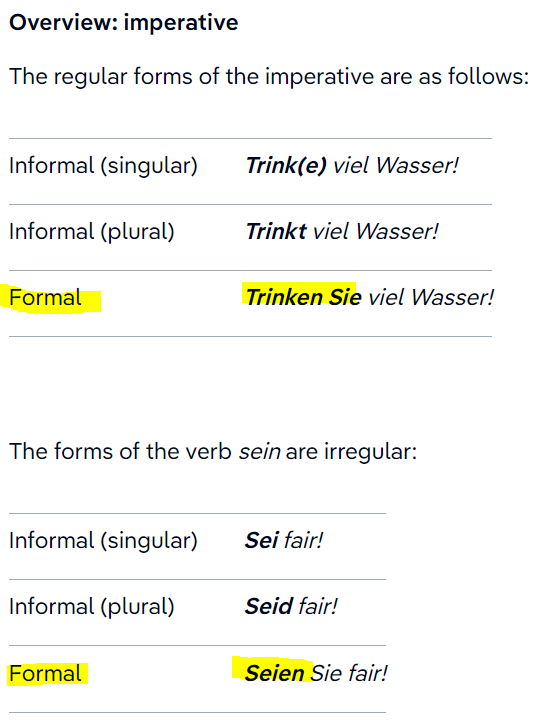 Overview: imperative
The regular forms of the imperative are as follows:
Informal (singular) Trink(e) viel Wasser!
Informal (plural) Trinkt viel Wasser!
Formal Trinken Sie viel Wasser!
The forms of the verb sein are irregular:
Informal (singular) Sei fair!
Informal (plural) Seid fair!
Formal Seien Sie fair!